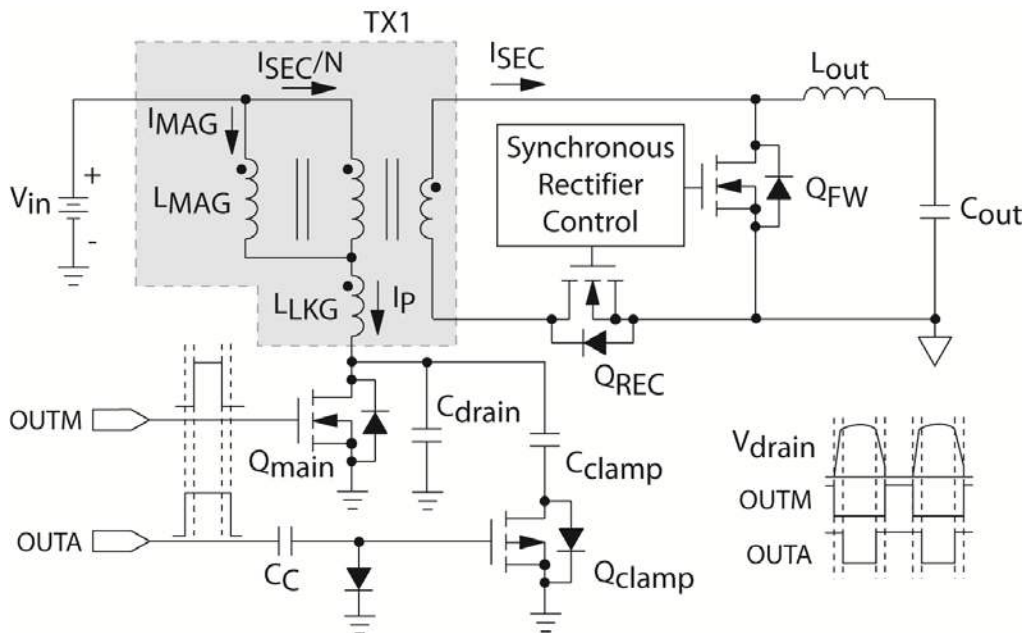 TX1
ISEC/N
ISEC
Lout
IMAG
Synchronous
Rectifier
Control
Vin
+
-
LMAG
QFW
Cout
LLKG
IP
QREC
OUTM
Cdrain
Qmain
Cclamp
Vdrain
OUTM
OUTA
CC
Qclamp
OUTA